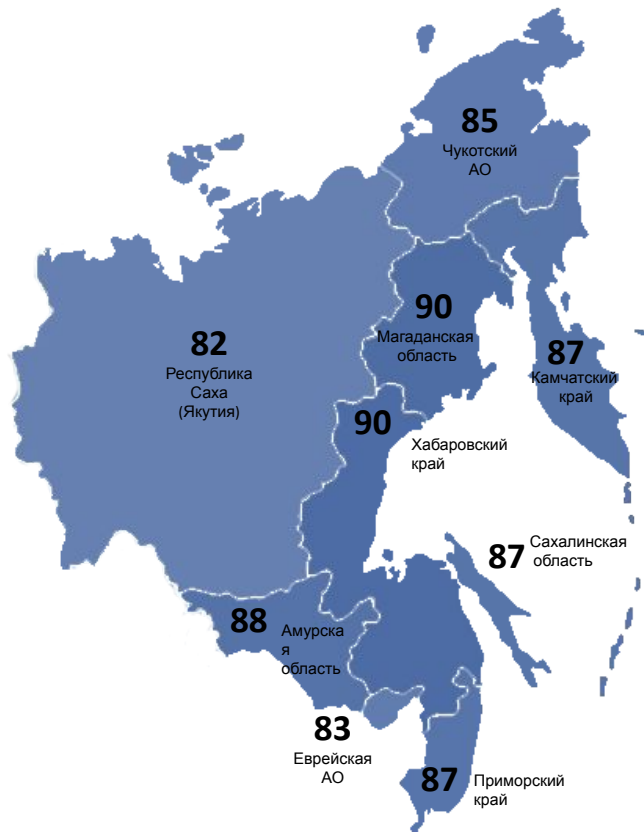 85
Чукотский
АО
90
Магаданская
область
82
Республика
Саха
(Якутия)
87
Камчатский
край
90
Хабаровский
край
87
Сахалинская
область
88
Амурска
я
область
83
Еврейская
АО
87
Приморский
край